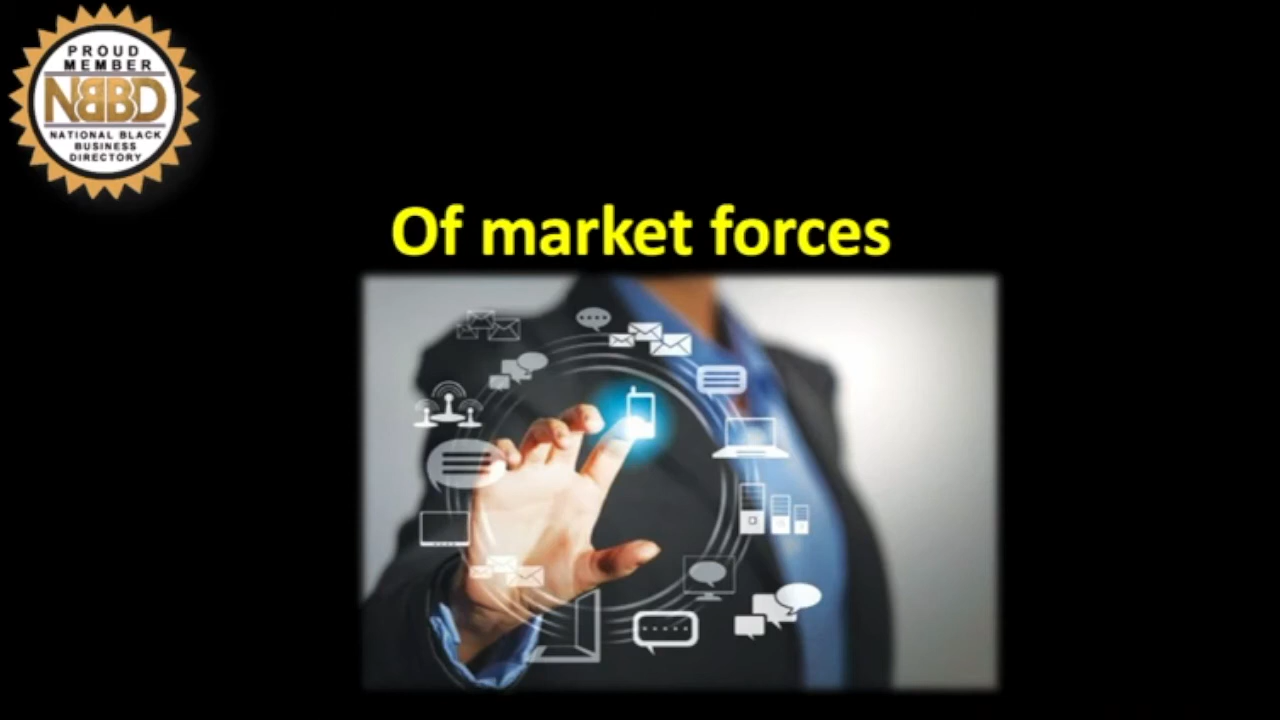 PROUD
MEMBER
NBBD
NATIONAL BLACK
BUSINESS
DIRECTORY
Of market forces